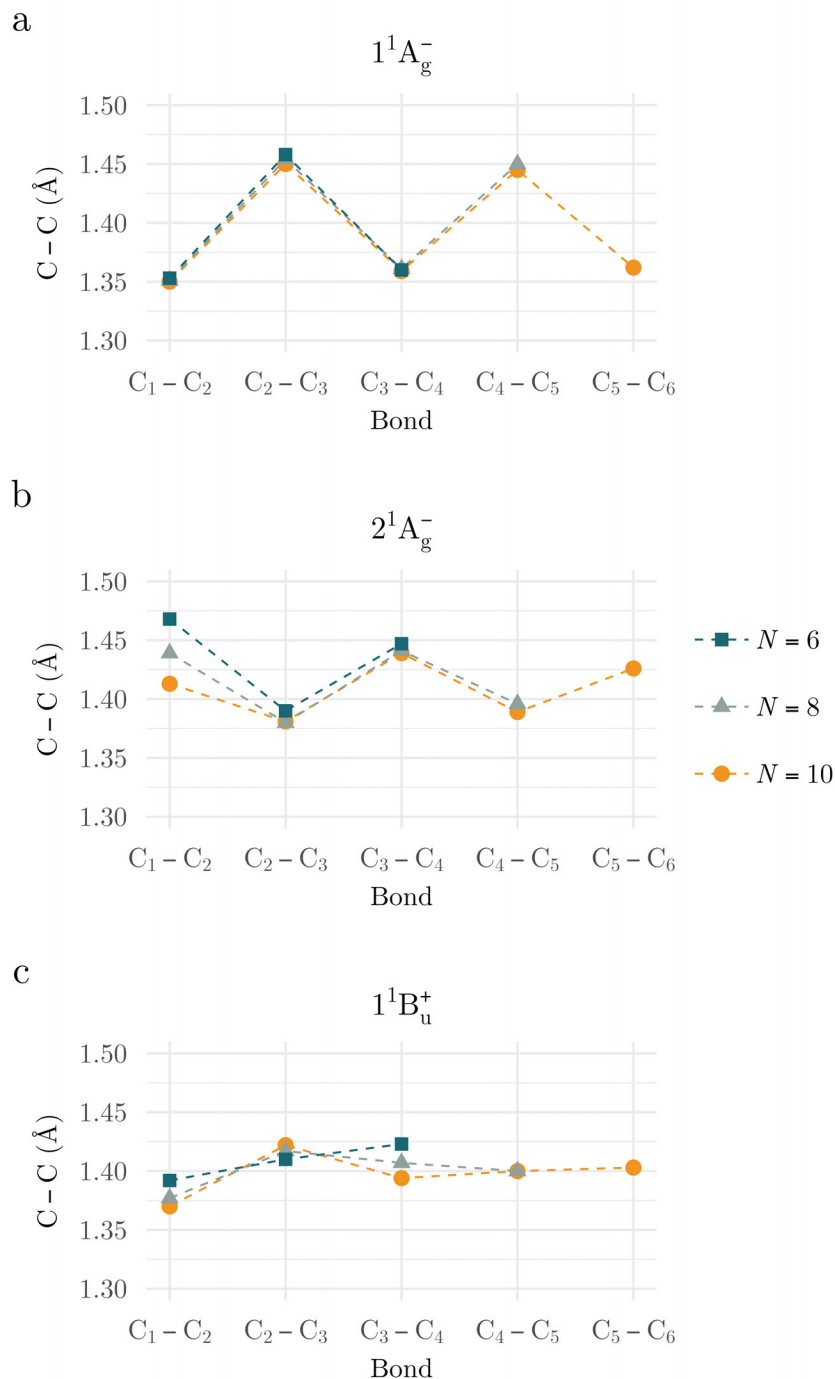 a
1¹A⁻g
C – C (Å)
1.50
1.45
1.40
1.35
1.30
C₁ – C₂ C₂ – C₃ C₃ – C₄ C₄ – C₅ C₅ – C₆
Bond
b
2¹A⁻g
C – C (Å)
1.50
1.45
1.40
1.35
1.30
C₁ – C₂ C₂ – C₃ C₃ – C₄ C₄ – C₅ C₅ – C₆
Bond
N = 6
N = 8
N = 10
c
1¹B⁺u
C – C (Å)
1.50
1.45
1.40
1.35
1.30
C₁ – C₂ C₂ – C₃ C₃ – C₄ C₄ – C₅ C₅ – C₆
Bond